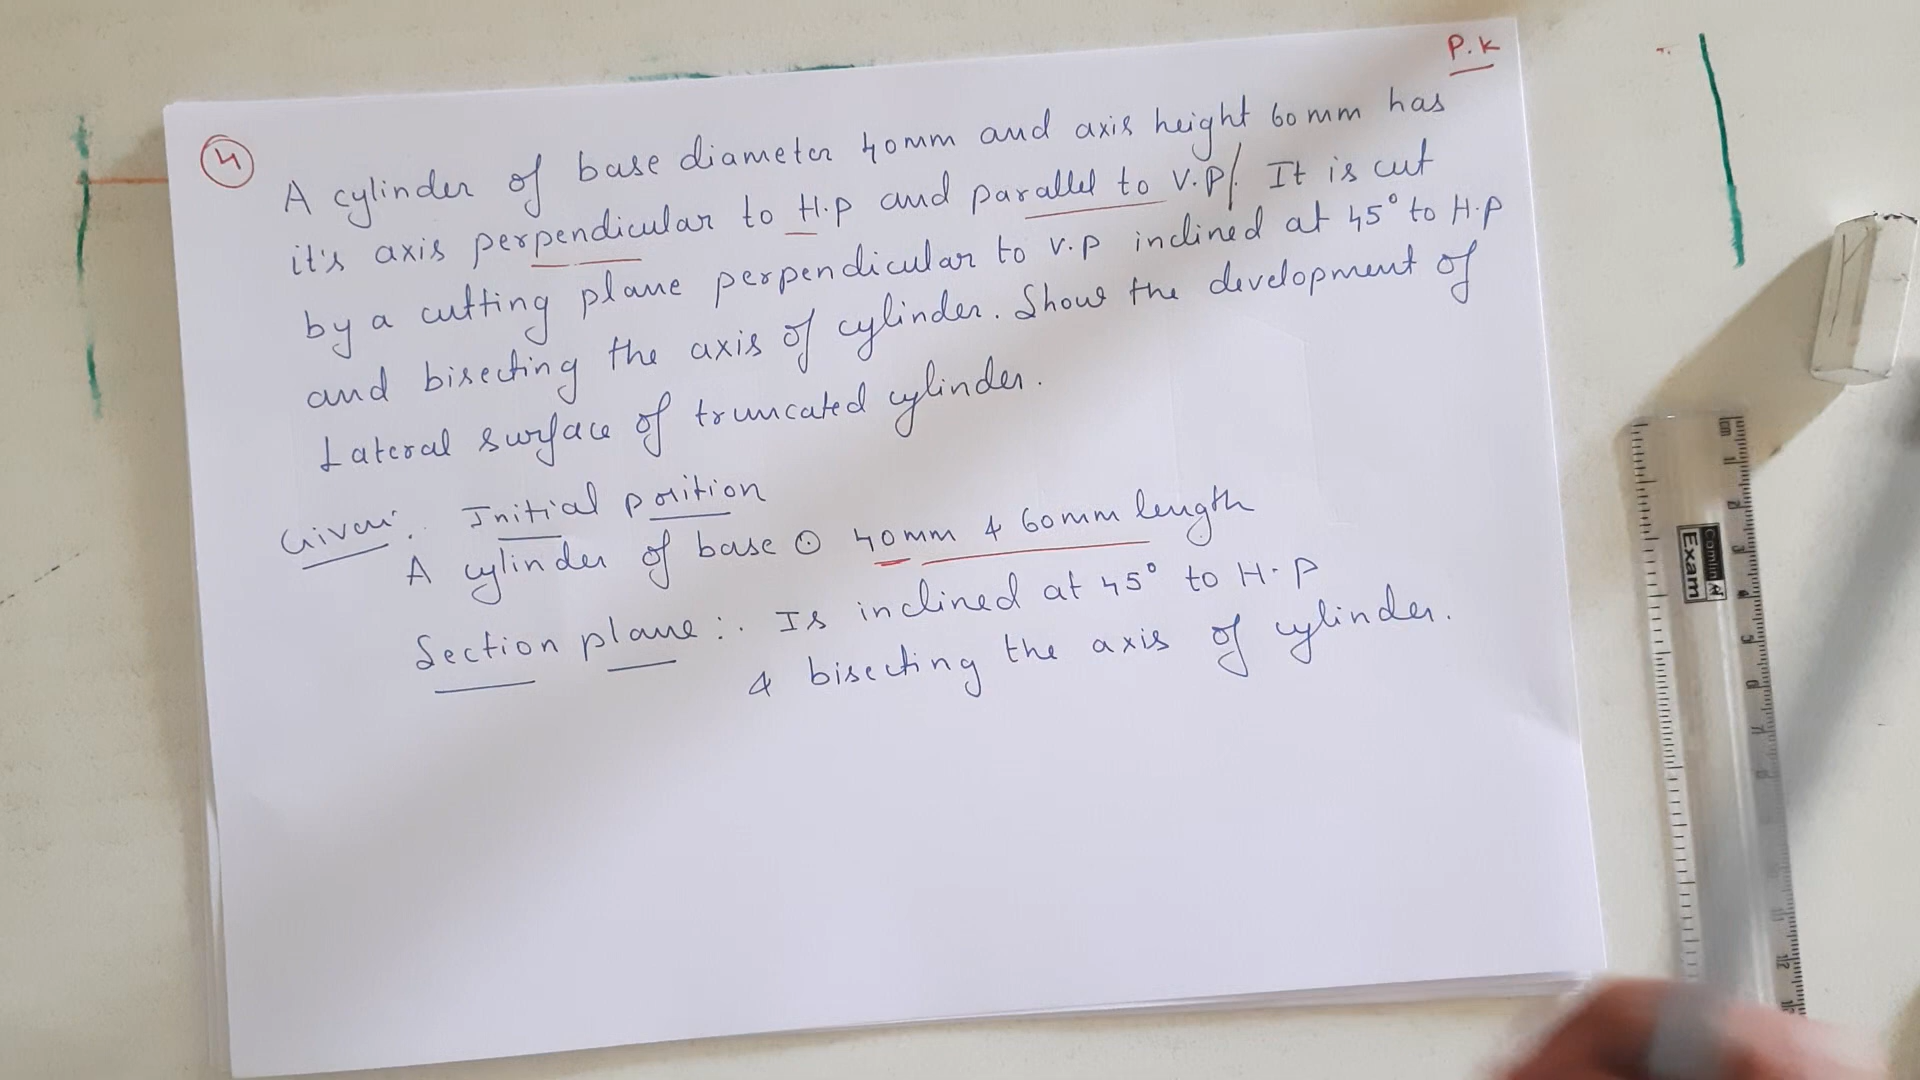 P.K
4
A cylinder of base diameter 40mm and axis height 60mm has
it's axis perpendicular to H.P and parallel to V.P/. It is cut
by a cutting plane perpendicular to V.P inclined at 45° to H.P
and bisecting the axis of cylinder. Show the development of
Lateral surface of truncated cylinder.
Given:. Initial position
A cylinder of base ⊙ 40mm & 60mm length
Section plane :. Is inclined at 45° to H.P
& bisecting the axis of cylinder.
Camlin
Exam
cm